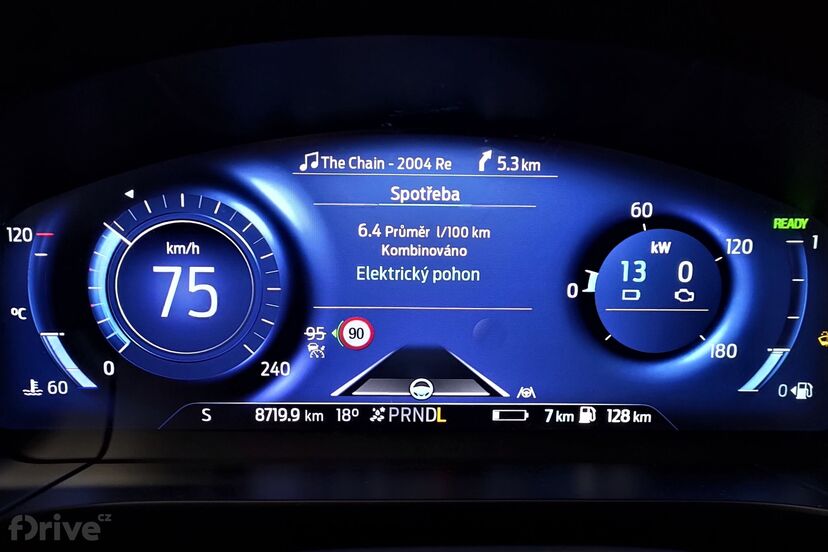 The Chain - 2004 Re 5.3 km
Spotřeba
6.4 Průměr l/100 km
Kombinováno
Elektrický pohon
120
°C
60
km/h
75
0
240
95
90
60
0
120
180
kW
13 0
READY
1
0
S 8719.9 km 18° PRNDL 7 km 128 km
fDrive cz